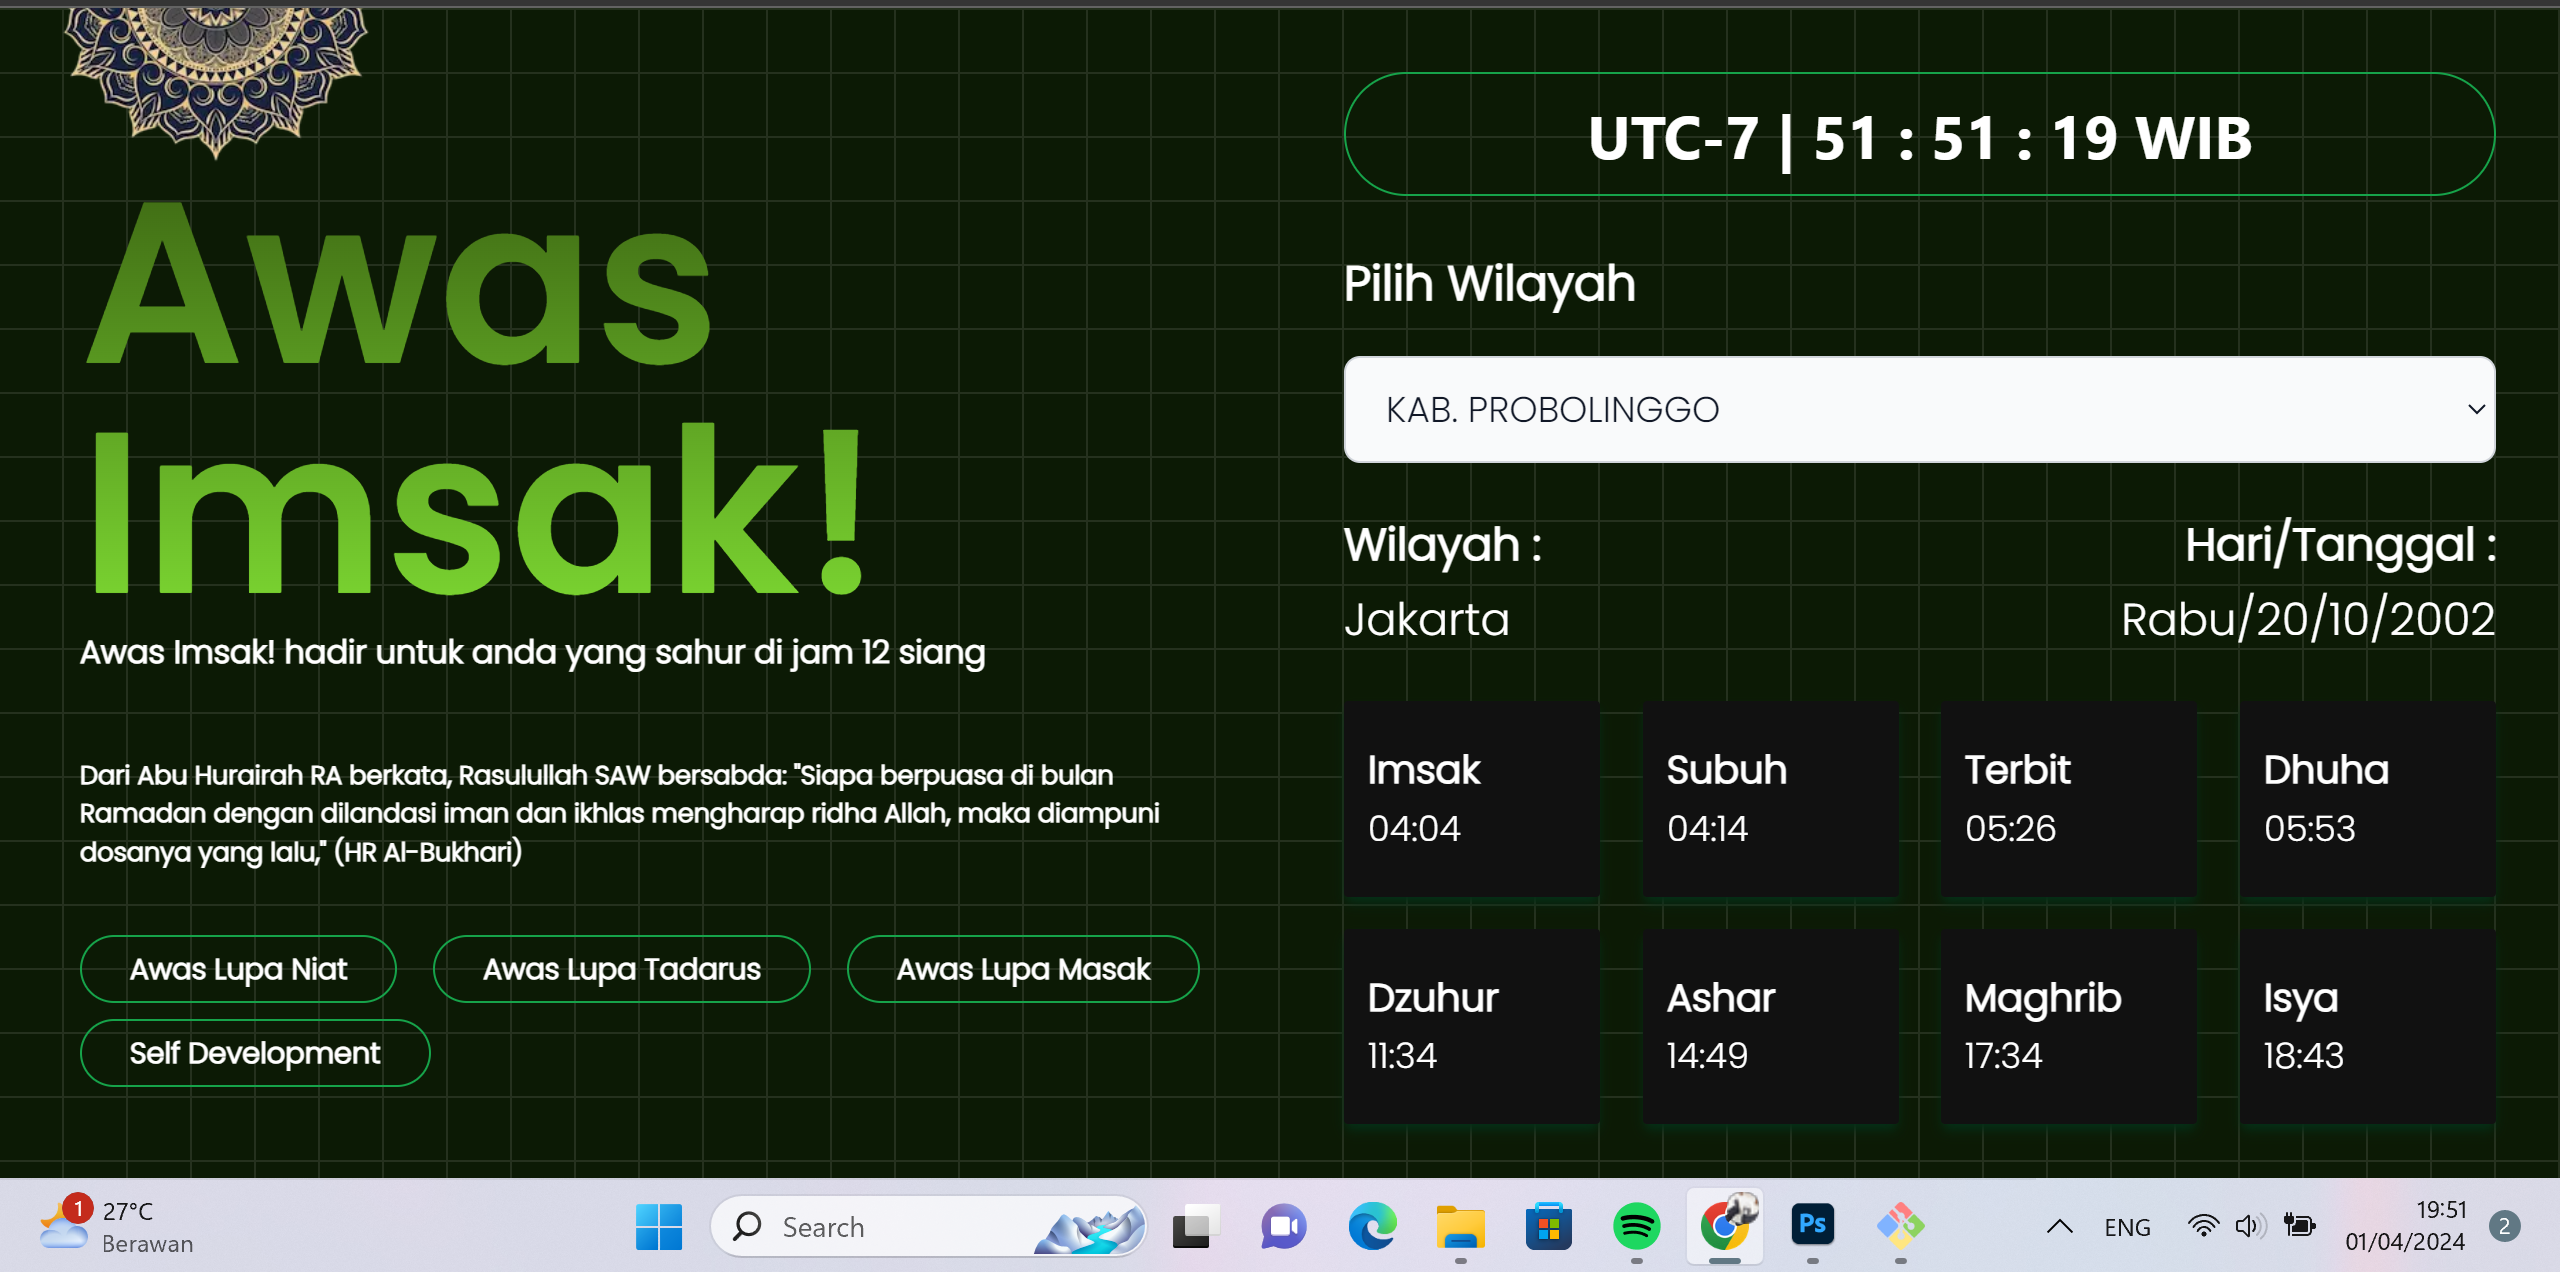 Awas
Imsak!
Awas Imsak! hadir untuk anda yang sahur di jam 12 siang
Dari Abu Hurairah RA berkata, Rasulullah SAW bersabda: "Siapa berpuasa di bulan
Ramadan dengan dilandasi iman dan ikhlas mengharap ridha Allah, maka diampuni
dosanya yang lalu," (HR Al-Bukhari)
Awas Lupa Niat
Awas Lupa Tadarus
Awas Lupa Masak
Self Development
UTC-7 | 51 : 51 : 19 WIB
Pilih Wilayah
KAB. PROBOLINGGO
Wilayah :
Jakarta
Hari/Tanggal :
Rabu/20/10/2002
Imsak
04:04
Subuh
04:14
Terbit
05:26
Dhuha
05:53
Dzuhur
11:34
Ashar
14:49
Maghrib
17:34
Isya
18:43
1
27°C
Berawan
Search
Ps
ENG
19:51
01/04/2024
2